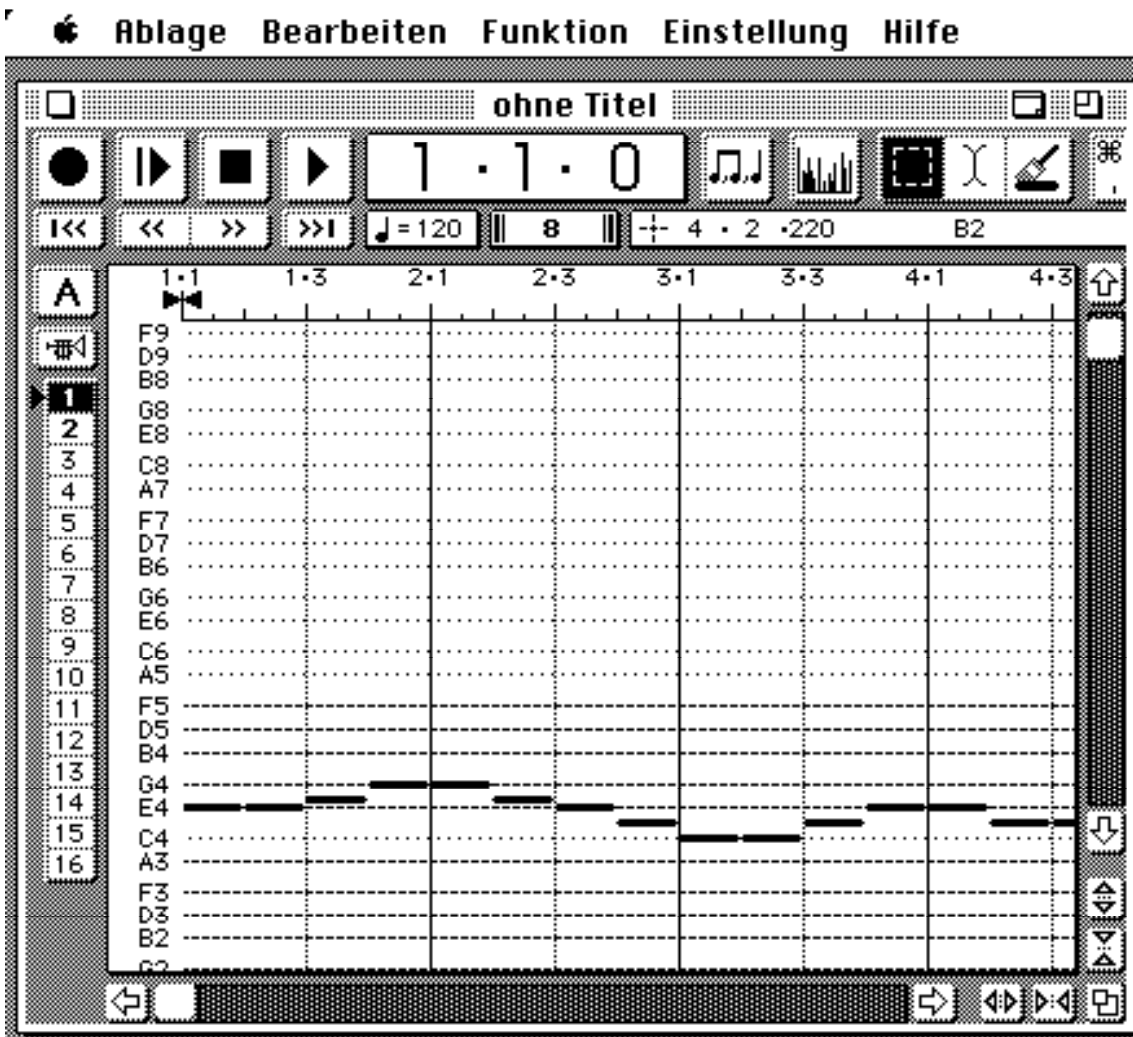 Ablage Bearbeiten Funktion Einstellung Hilfe
ohne Titel
1 · 1 · 0
⌘
I<< << >> >>I ♩= 120 8 4 · 2 ·220 B2
A
1·1 1·3 2·1 2·3 3·1 3·3 4·1 4·3
1
2
3
4
5
6
7
8
9
10
11
12
13
14
15
16
F9
D9
B8
G8
E8
C8
A7
F7
D7
B6
G6
E6
C6
A5
F5
D5
B4
G4
E4
C4
A3
F3
D3
B2